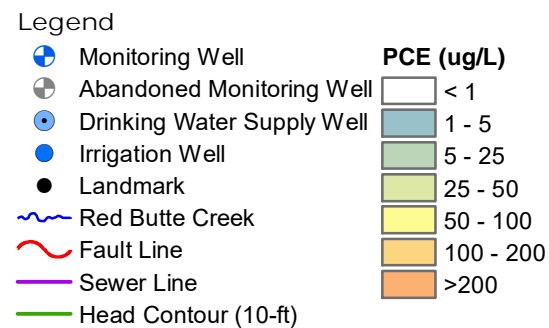 Legend
Monitoring Well
Abandoned Monitoring Well
Drinking Water Supply Well
Irrigation Well
Landmark
Red Butte Creek
Fault Line
Sewer Line
Head Contour (10-ft)
PCE (ug/L)
< 1
1 - 5
5 - 25
25 - 50
50 - 100
100 - 200
>200